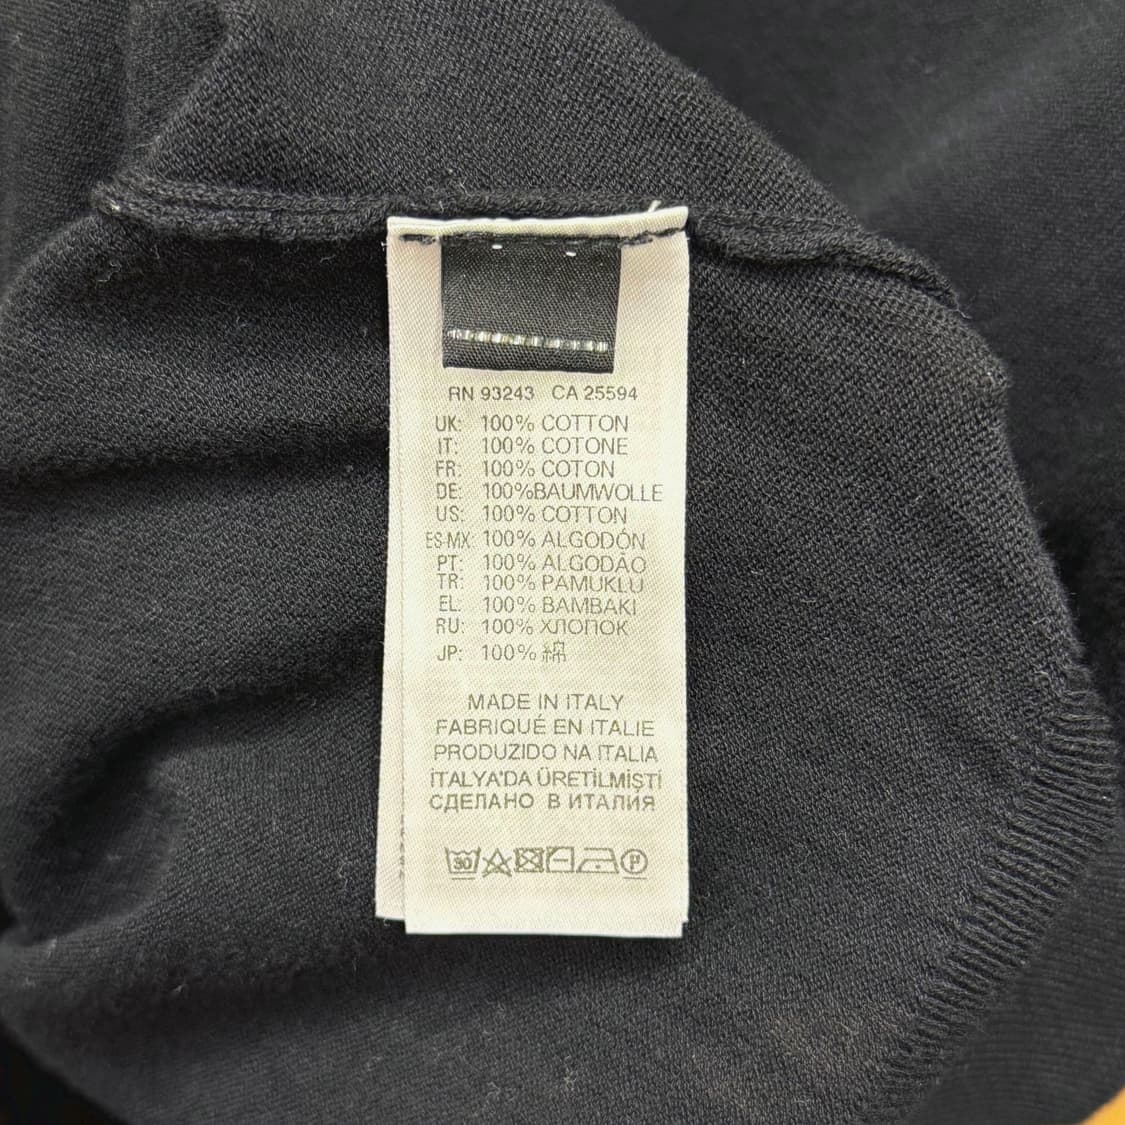 RN 93243 CA 25594
UK: 100% COTTON
IT: 100% COTONE
FR: 100% COTON
DE: 100%BAUMWOLLE
US: 100% COTTON
ES-MX: 100% ALGODÓN
PT: 100% ALGODÃO
TR: 100% PAMUKLU
EL: 100% BAMBAKI
RU: 100% ХЛОПОК
JP: 100% 綿
MADE IN ITALY
FABRIQUÉ EN ITALIE
PRODUZIDO NA ITALIA
İTALYA'DA ÜRETİLMİŞTİ
СДЕЛАНО В ИТАЛИЯ
30 P